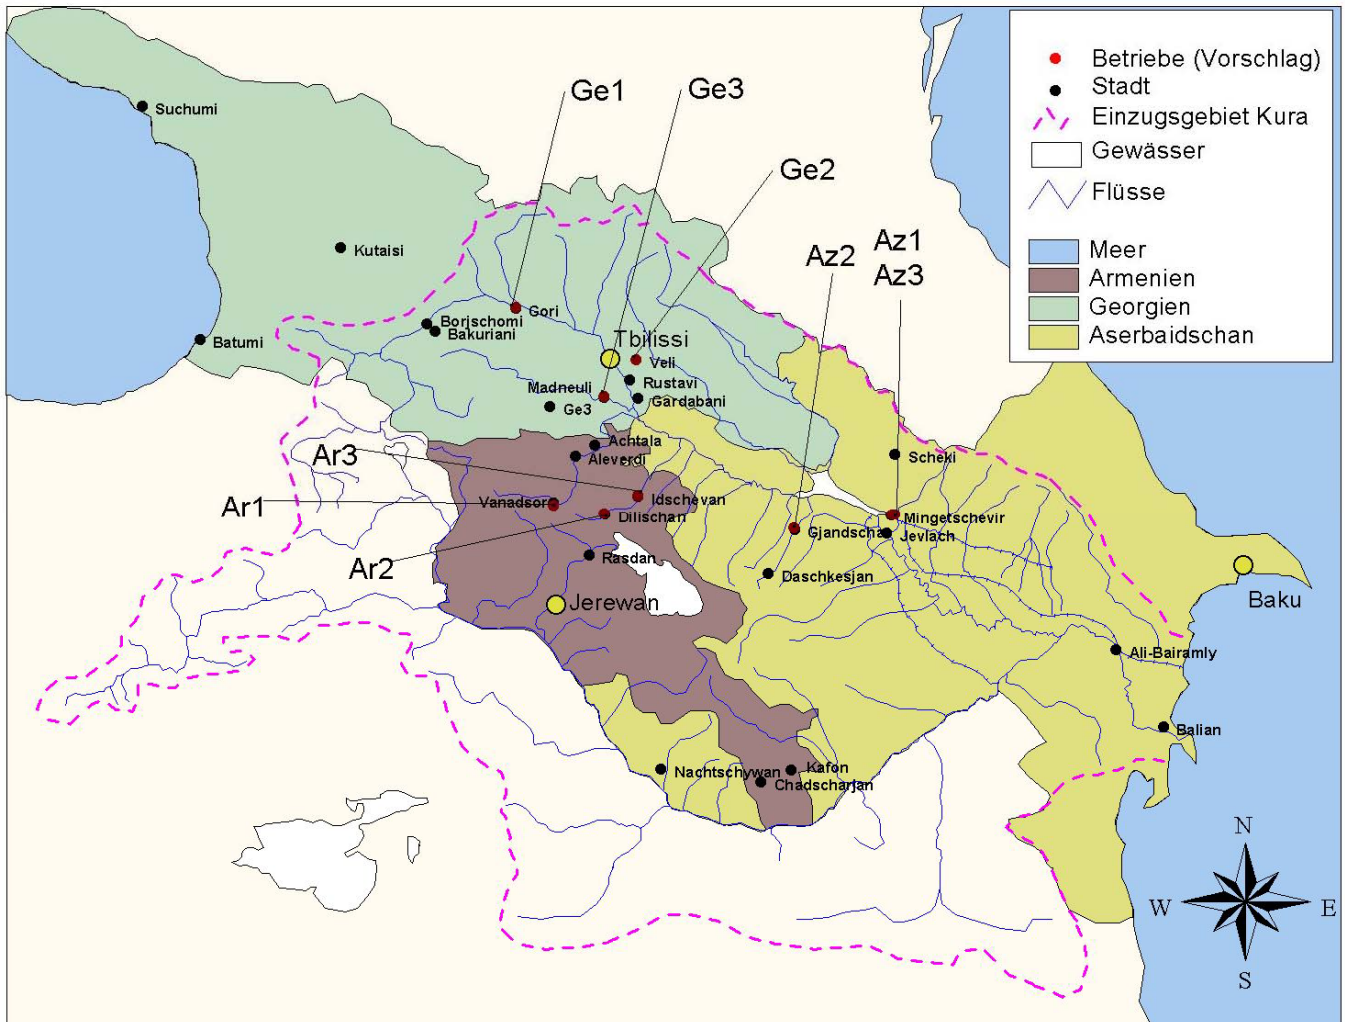 Ge1
Ge3
Ge2
Az1
Az2
Az3
Betriebe (Vorschlag)
Stadt
Einzugsgebiet Kura
Gewässer
Flüsse
Meer
Armenien
Georgien
Aserbaidschan
Suchumi
Kutaisi
Batumi
Gori
Borjschomi
Bakuriani
Tbilissi
Veli
Rustavi
Madneuli
Gardabani
Ge3
Achtala
Aleverdi
Ar3
Scheki
Ar1
Vanadsor
Idschevan
Dilischan
Mingetschevir
Gjandscha
Jevlach
Ar2
Rasdan
Daschkesjan
Jerewan
Baku
Ali-Bairamly
Balian
Nachtschywan
Kafon
Chadscharjan
N
W
E
S